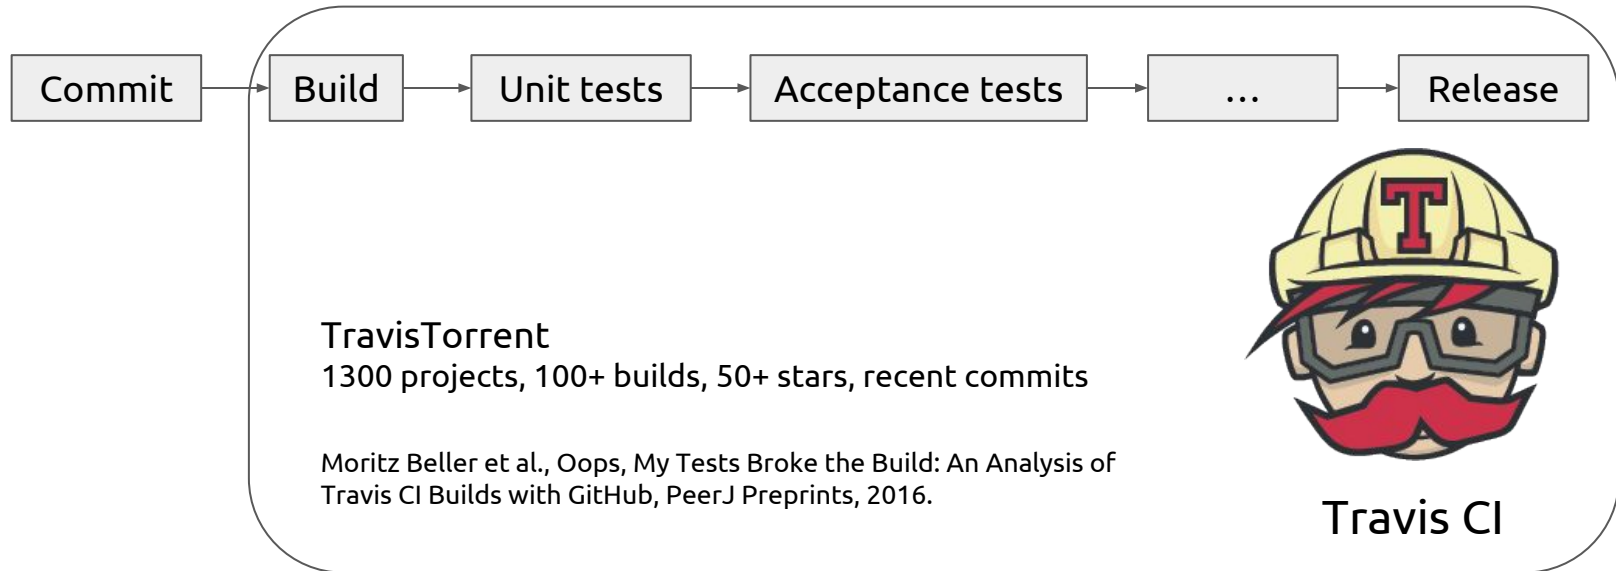 Commit
Build
Unit tests
Acceptance tests
...
Release
T
TravisTorrent
1300 projects, 100+ builds, 50+ stars, recent commits
Moritz Beller et al., Oops, My Tests Broke the Build: An Analysis of
Travis CI Builds with GitHub, PeerJ Preprints, 2016.
Travis CI